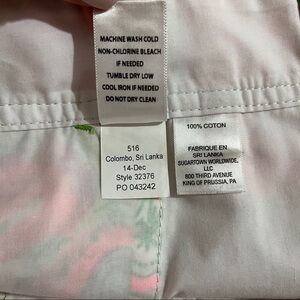 MACHINE WASH COLD
NON-CHLORINE BLEACH
IF NEEDED
TUMBLE DRY LOW
COOL IRON IF NEEDED
DO NOT DRY CLEAN
516
Colombo, Sri Lanka
14-Dec
Style 32376
PO 043242
100% COTON
FABRIQUE EN
SRI LANKA
SUGARTOWN WORLDWIDE,
LLC
800 THIRD AVENUE
KING OF PRUSSIA, PA